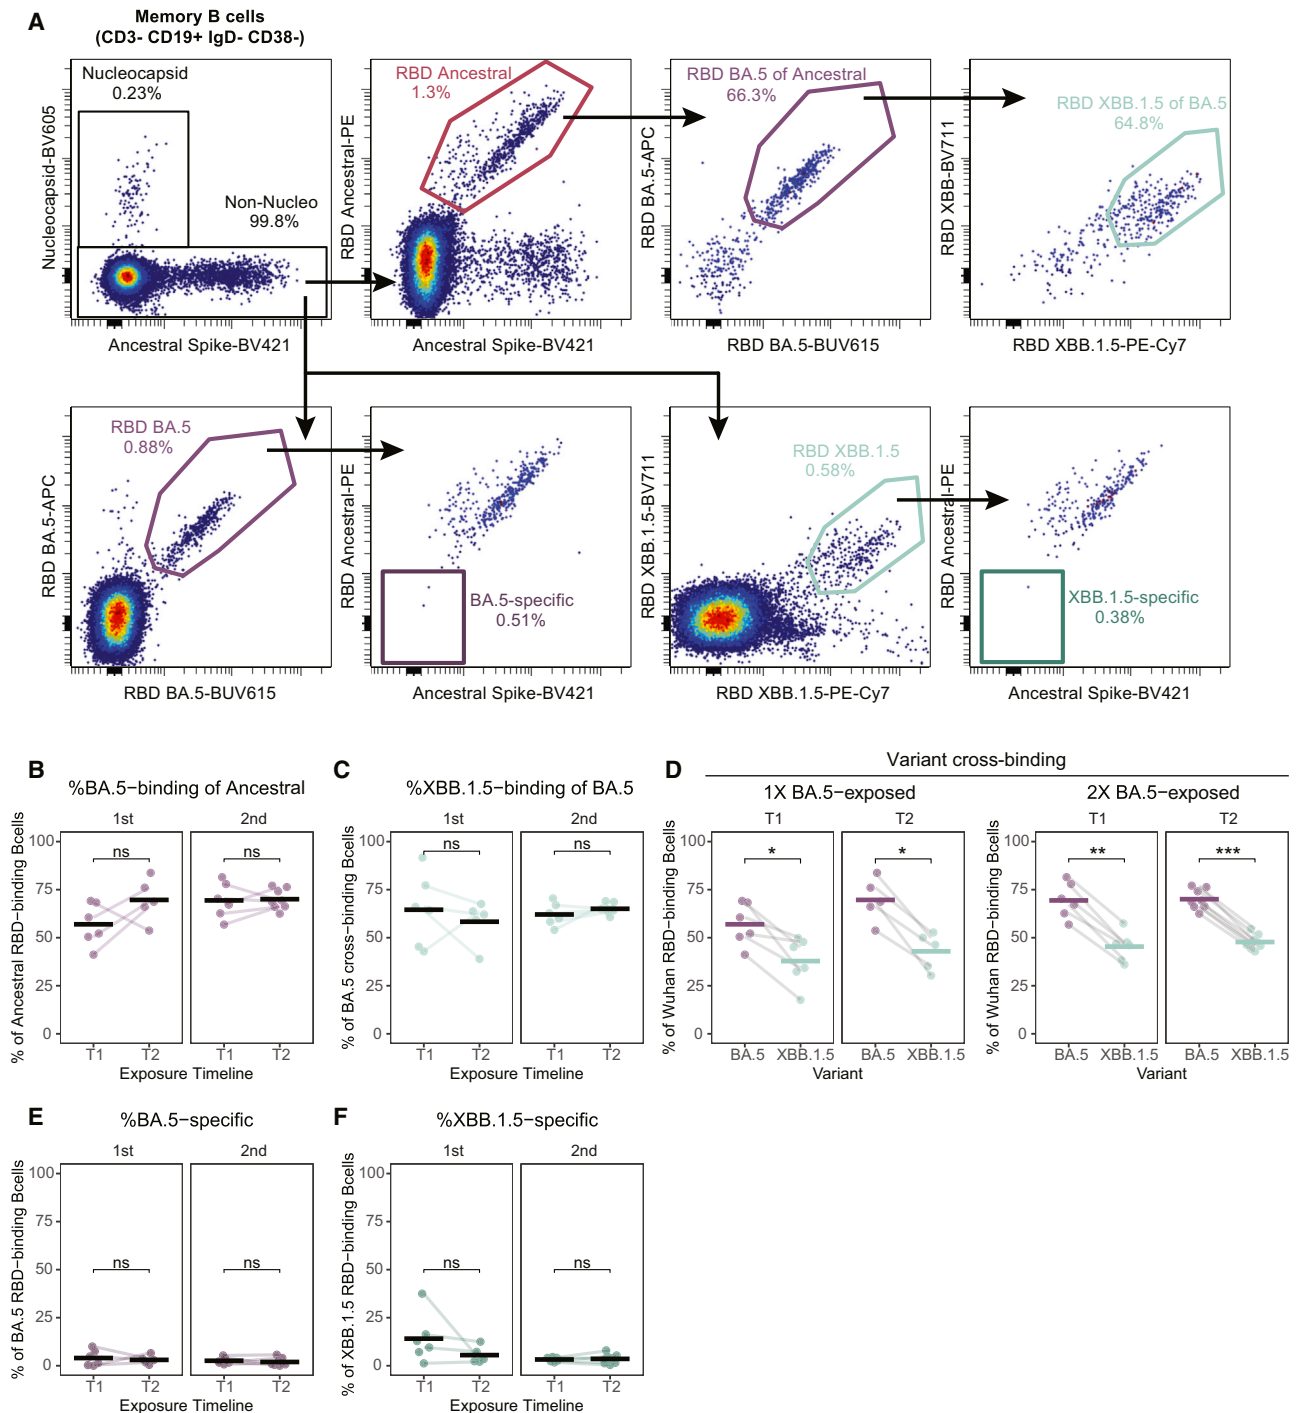 A
Memory B cells
(CD3- CD19+ IgD- CD38-)
Nucleocapsid
0.23%
Non-Nucleo
99.8%
Nucleocapsid-BV605
Ancestral Spike-BV421
RBD Ancestral
1.3%
RBD Ancestral-PE
Ancestral Spike-BV421
RBD BA.5 of Ancestral
66.3%
RBD BA.5-APC
RBD BA.5-BUV615
RBD XBB.1.5 of BA.5
64.8%
RBD XBB-BV711
RBD XBB.1.5-PE-Cy7
RBD BA.5
0.88%
RBD BA.5-APC
RBD BA.5-BUV615
RBD Ancestral-PE
BA.5-specific
0.51%
Ancestral Spike-BV421
RBD XBB.1.5
0.58%
RBD XBB.1.5-BV711
RBD XBB.1.5-PE-Cy7
RBD Ancestral-PE
XBB.1.5-specific
0.38%
Ancestral Spike-BV421
B
%BA.5−binding of Ancestral
1st
2nd
% of Ancestral RBD−binding Bcells
100
75
50
25
0
ns
ns
T1
T2
T1
T2
Exposure Timeline
C
%XBB.1.5−binding of BA.5
1st
2nd
% of BA.5 cross−binding Bcells
100
75
50
25
0
ns
ns
T1
T2
T1
T2
Exposure Timeline
D
Variant cross-binding
1X BA.5-exposed
T1
T2
% of Wuhan RBD−binding Bcells
100
75
50
25
0
*
*
BA.5
XBB.1.5
BA.5
XBB.1.5
Variant
2X BA.5-exposed
T1
T2
% of Wuhan RBD−binding Bcells
100
75
50
25
0
**
***
BA.5
XBB.1.5
BA.5
XBB.1.5
Variant
E
%BA.5−specific
1st
2nd
% of BA.5 RBD−binding Bcells
100
75
50
25
0
ns
ns
T1
T2
T1
T2
Exposure Timeline
F
%XBB.1.5−specific
1st
2nd
% of XBB.1.5 RBD−binding Bcells
100
75
50
25
0
ns
ns
T1
T2
T1
T2
Exposure Timeline